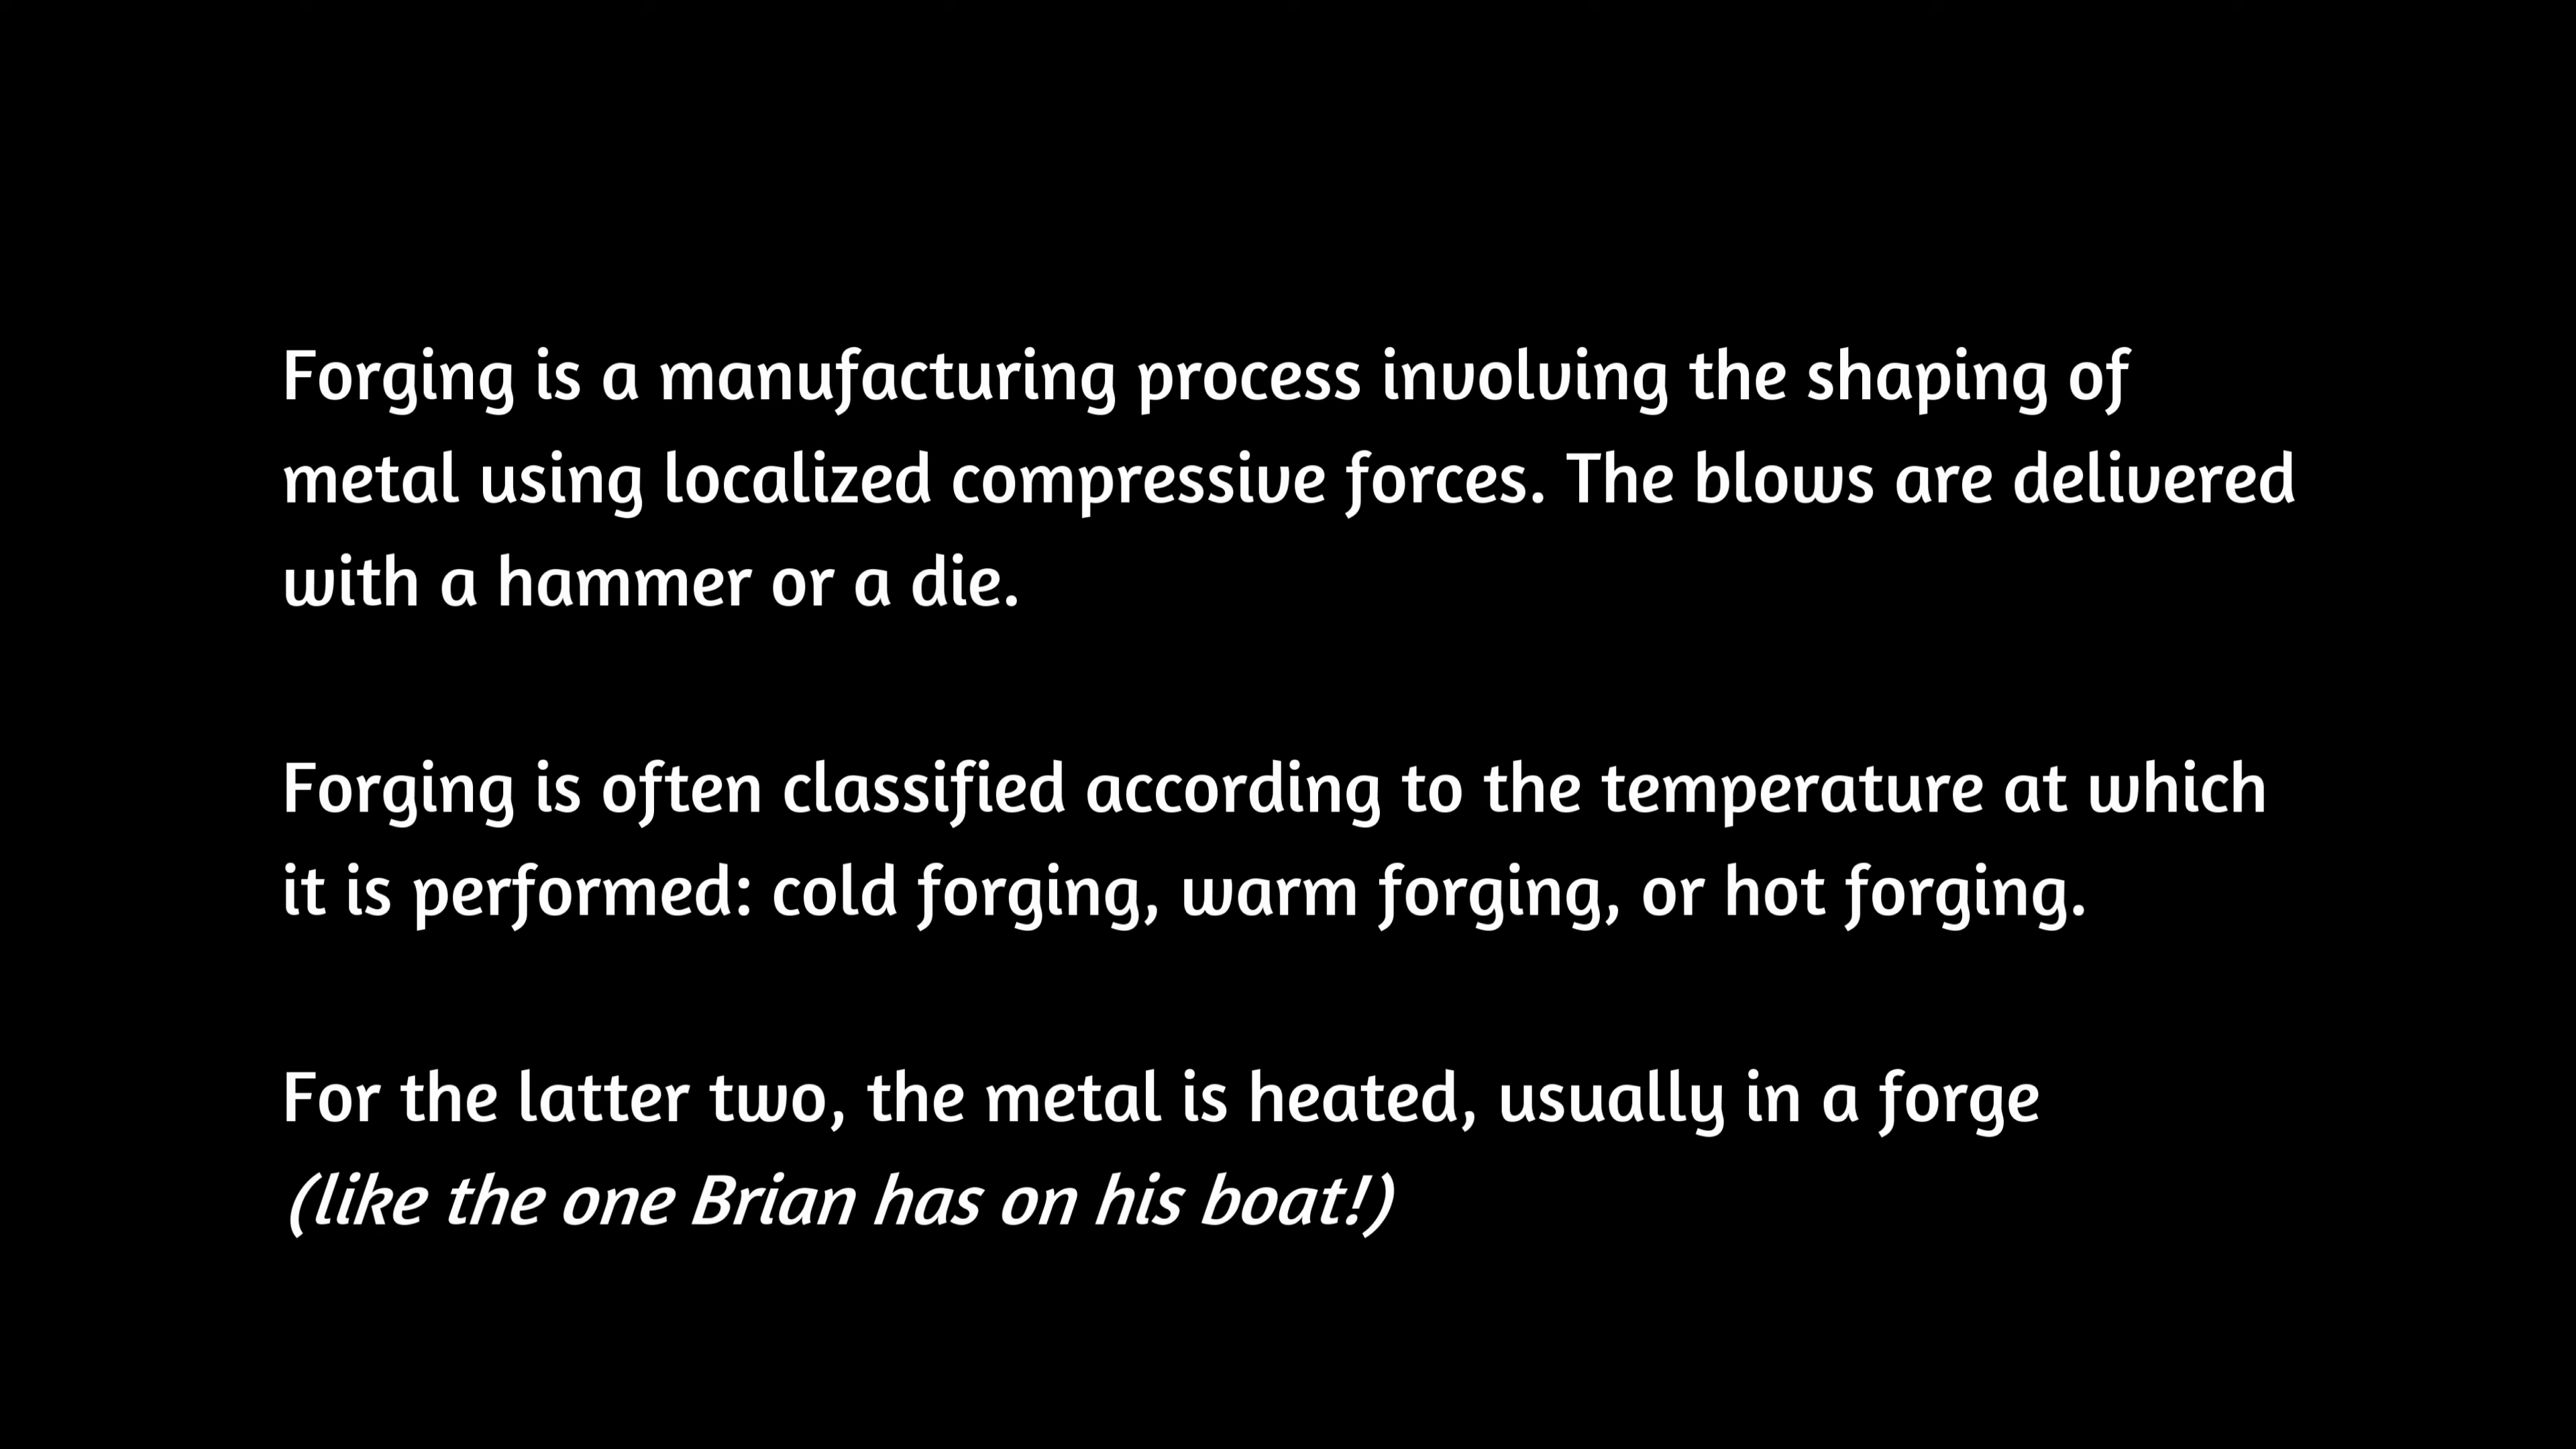 Forging is a manufacturing process involving the shaping of
metal using localized compressive forces. The blows are delivered
with a hammer or a die.
Forging is often classified according to the temperature at which
it is performed: cold forging, warm forging, or hot forging.
For the latter two, the metal is heated, usually in a forge
(like the one Brian has on his boat!)